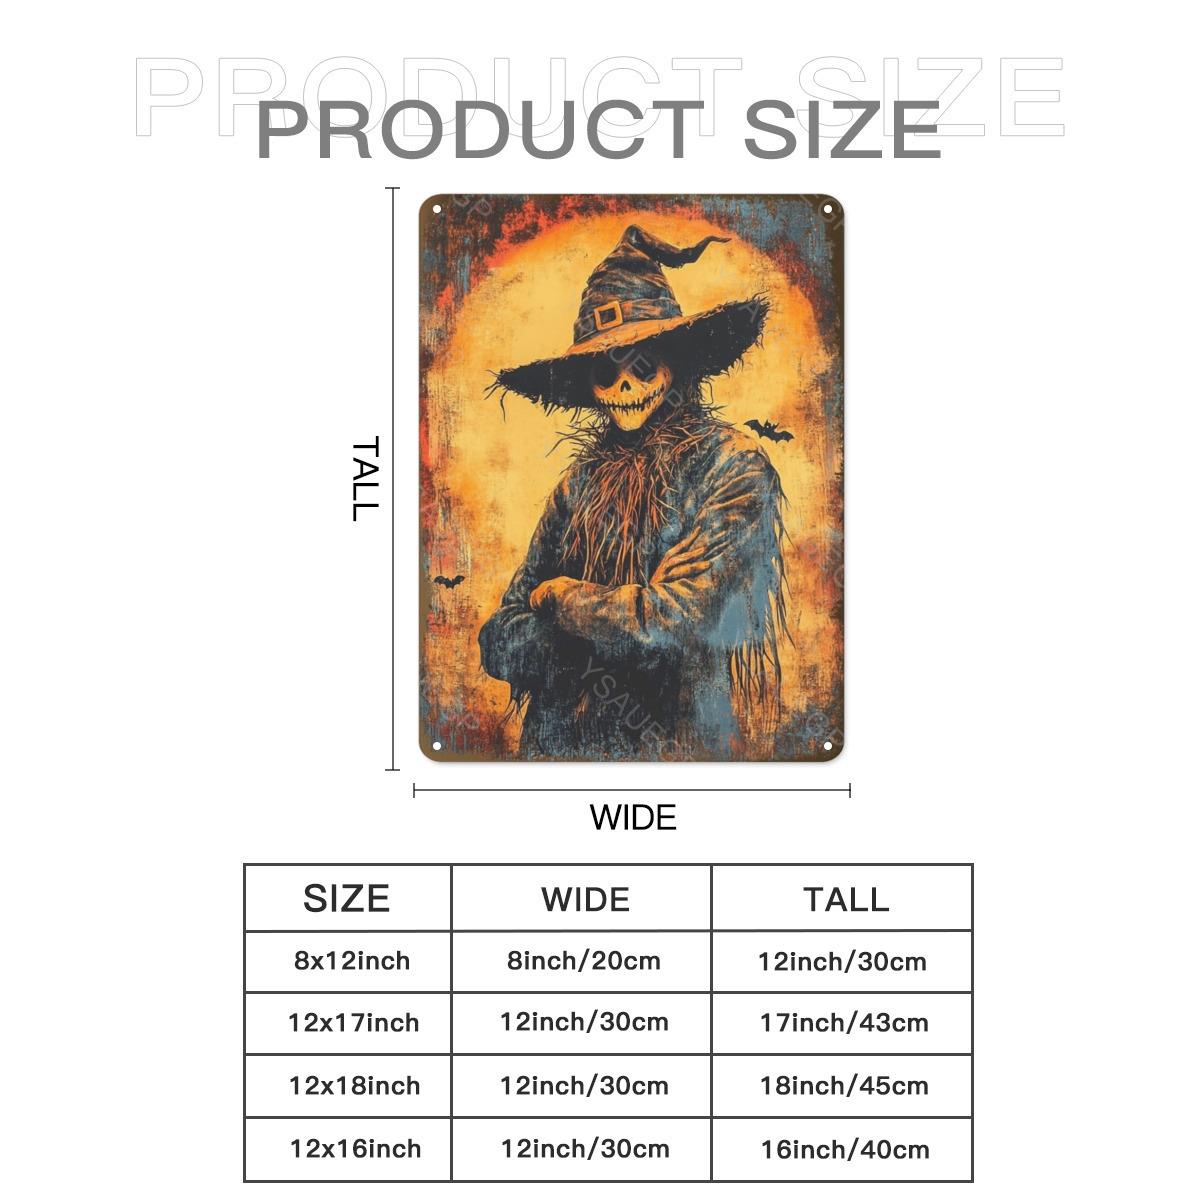 PRODUCT SIZE
PRODUCT SIZE
TALL
YSAUEGP
WIDE
SIZE WIDE TALL
8x12inch 8inch/20cm 12inch/30cm
12x17inch 12inch/30cm 17inch/43cm
12x18inch 12inch/30cm 18inch/45cm
12x16inch 12inch/30cm 16inch/40cm